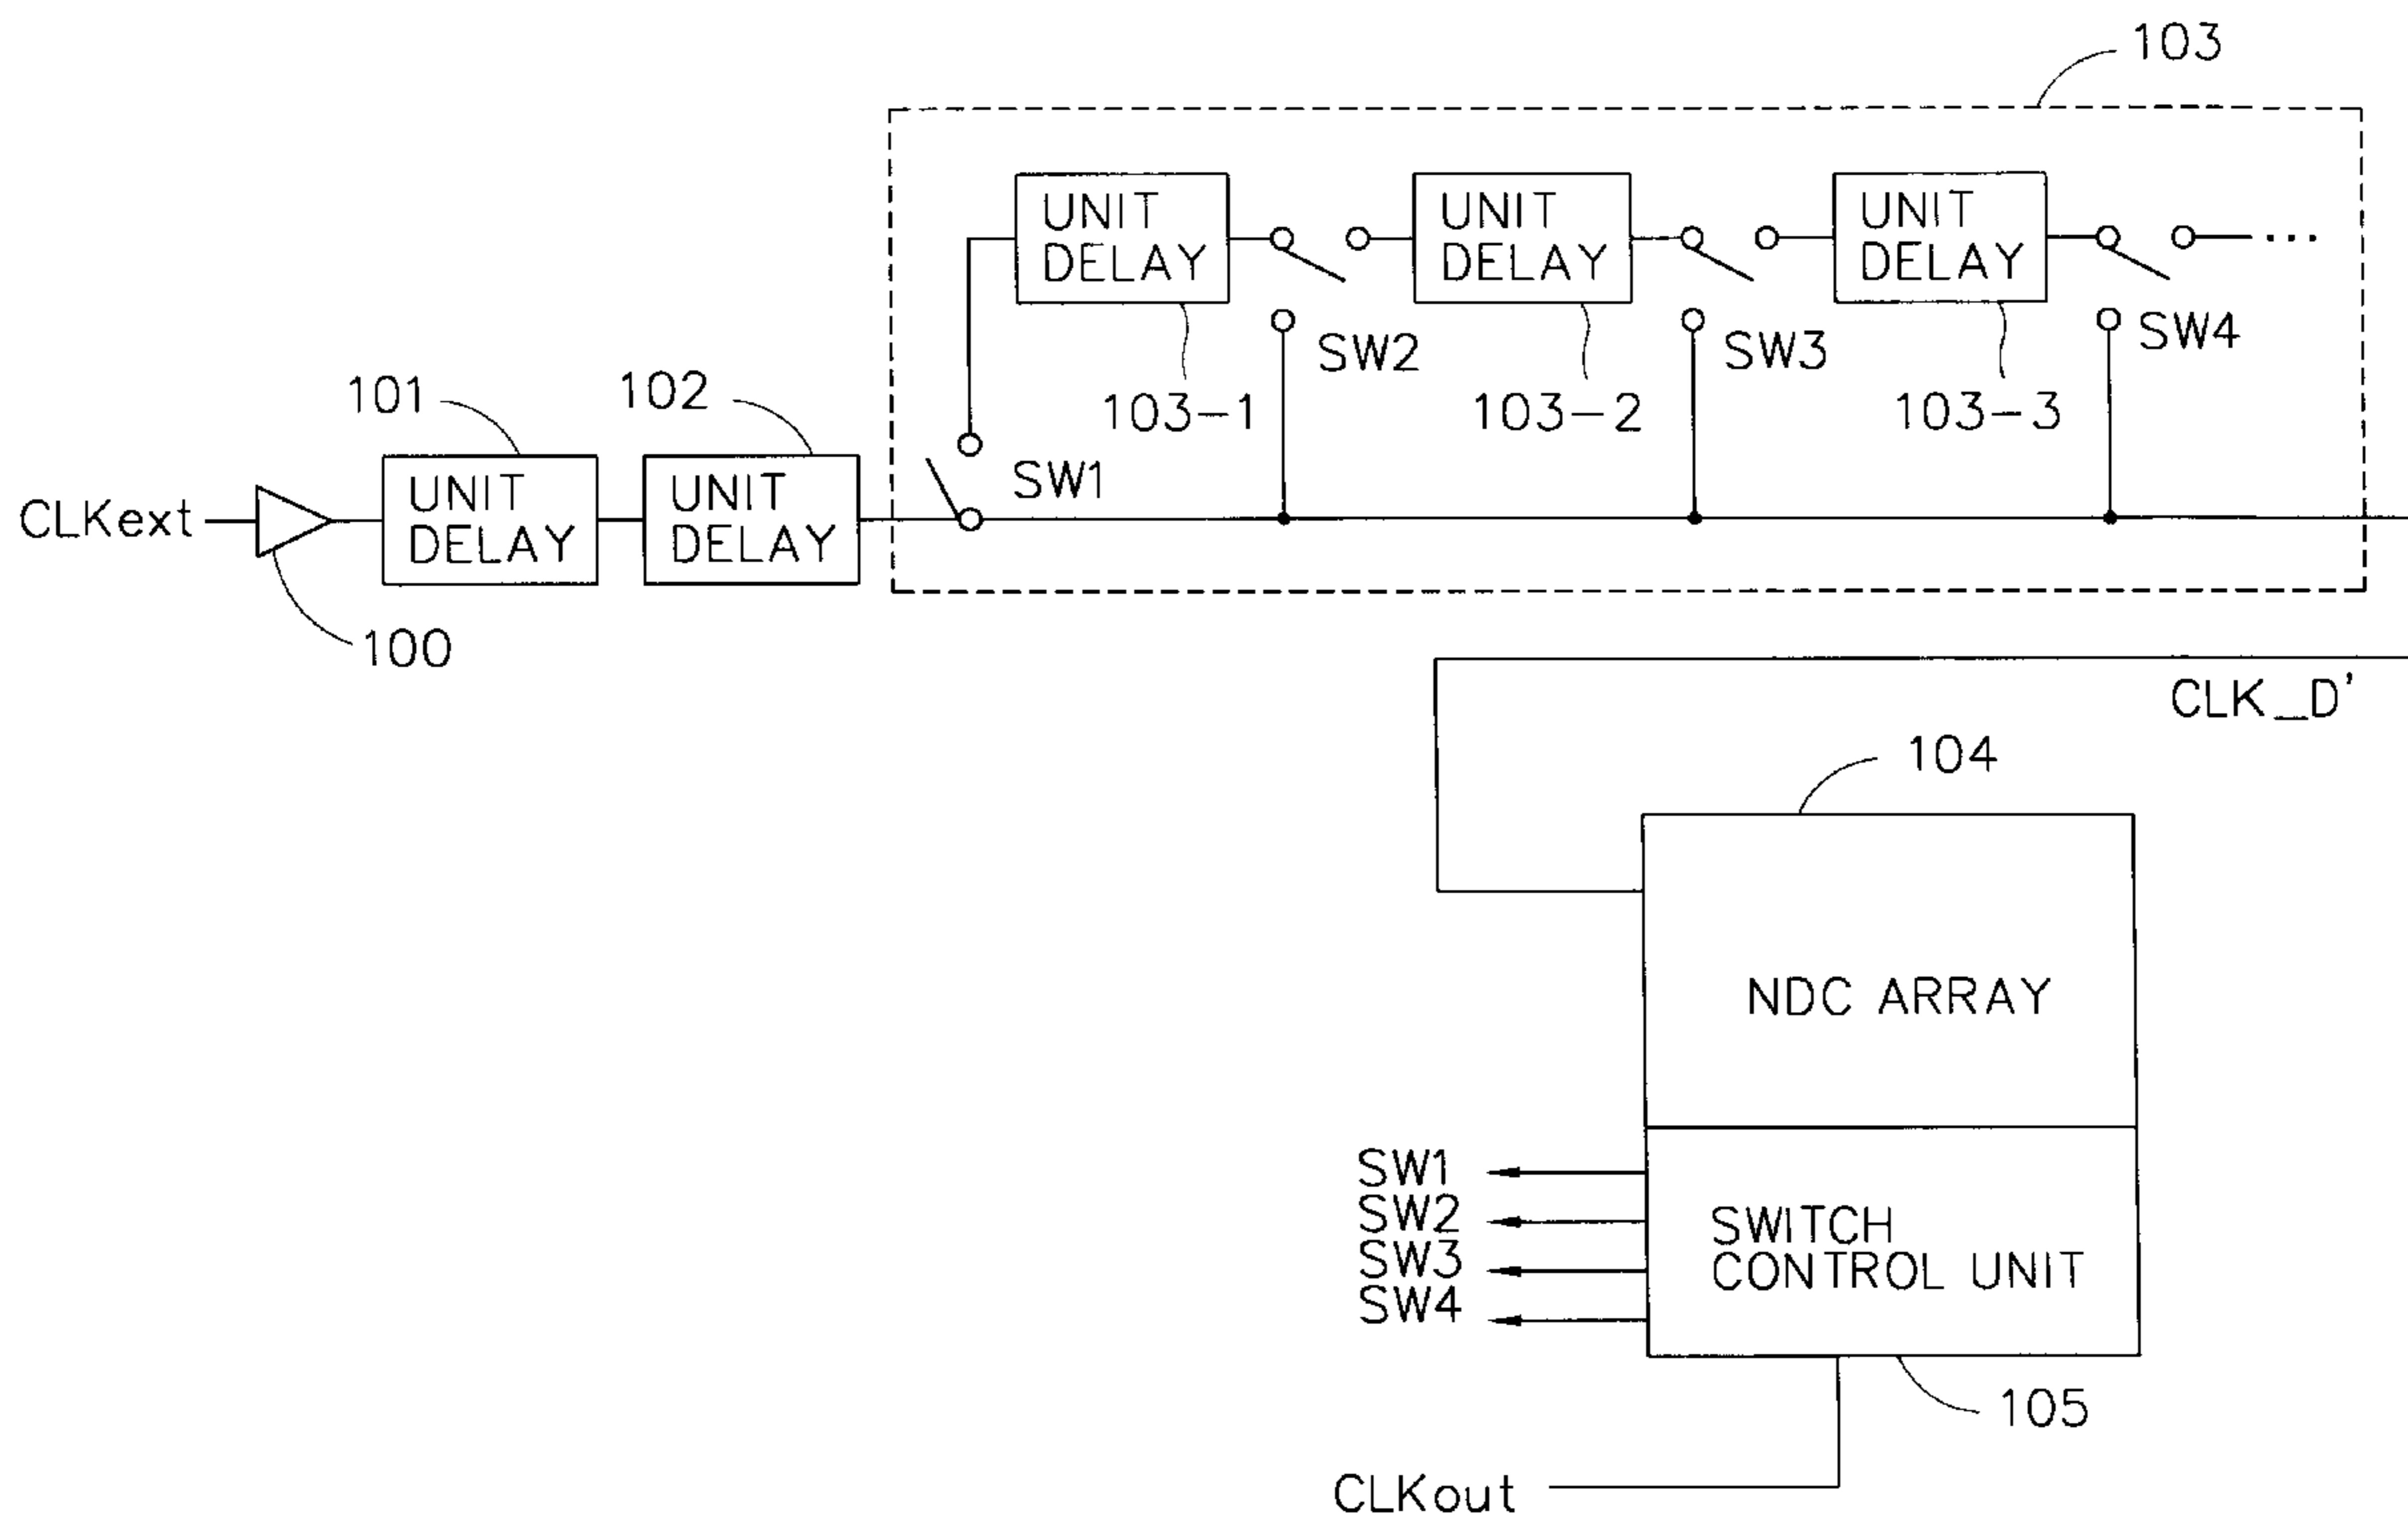 103
UNIT
DELAY
UNIT
DELAY
UNIT
DELAY
...
SW2
SW3
SW4
103-1
103-2
103-3
101
102
SW1
CLKext
UNIT
DELAY
UNIT
DELAY
100
CLK_D'
104
NDC ARRAY
SW1
SW2
SW3
SW4
SWITCH
CONTROL UNIT
105
CLKout